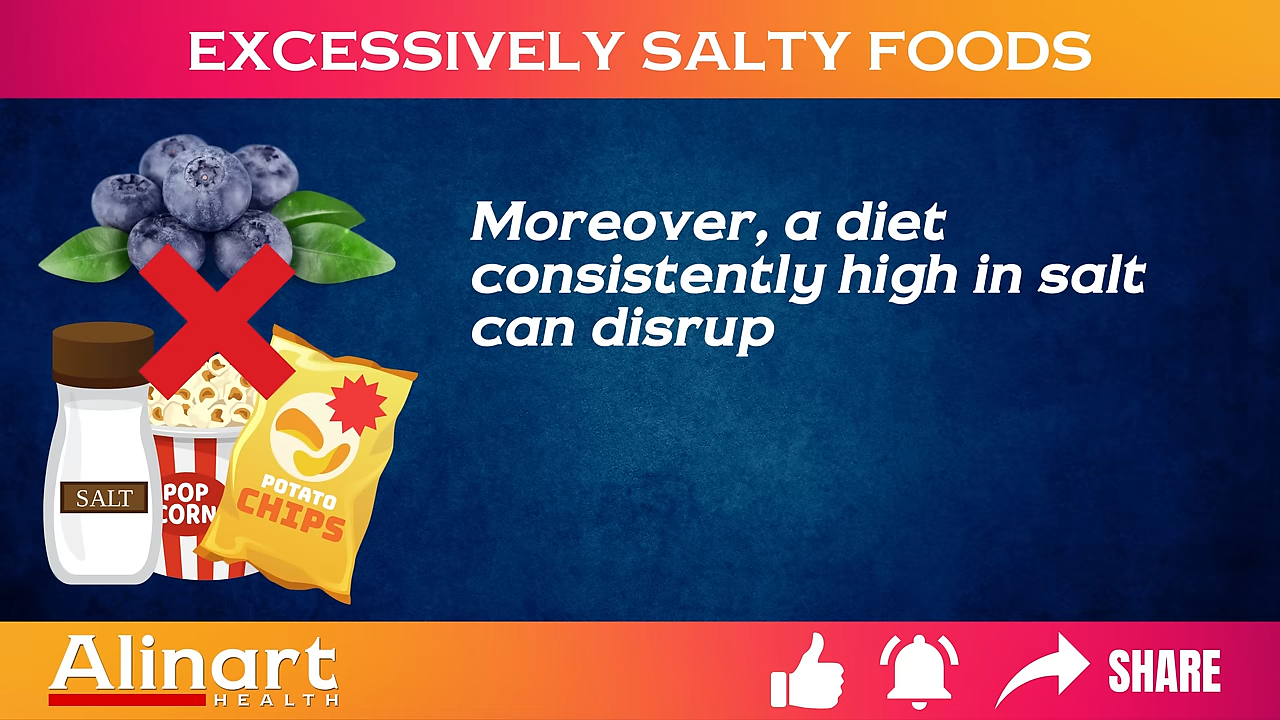 EXCESSIVELY SALTY FOODS
Moreover, a diet
consistently high in salt
can disrup
SALT
POP
CORN
POTATO
CHIPS
Alinart
HEALTH
SHARE